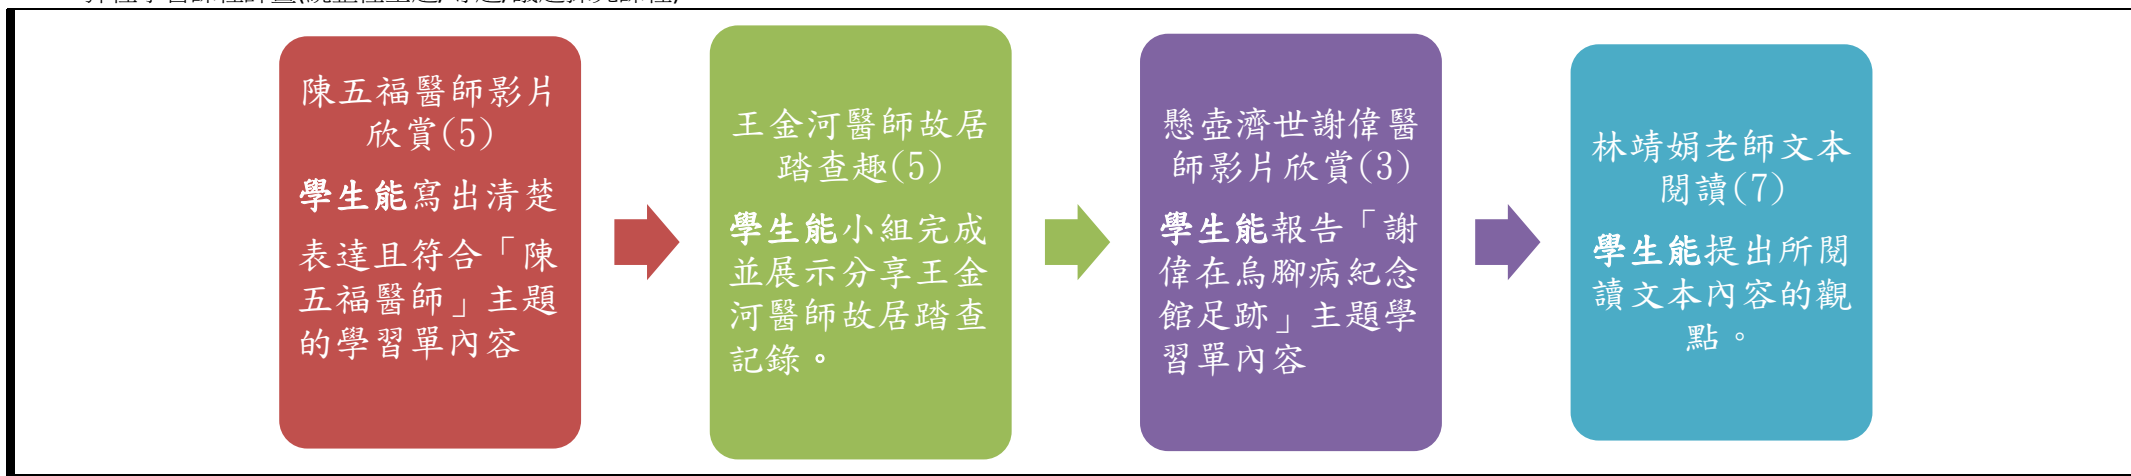 陳五福醫師影片
欣賞(5)
學生能寫出清楚
表達且符合「陳
五福醫師」主題
的學習單內容
王金河醫師故居
踏查趣(5)
學生能小組完成
並展示分享王金
河醫師故居踏查
記錄。
懸壺濟世謝偉醫
師影片欣賞(3)
學生能報告「謝
偉在烏腳病紀念
館足跡」主題學
習單內容
林靖娟老師文本
閱讀(7)
學生能提出所閱
讀文本內容的觀
點。